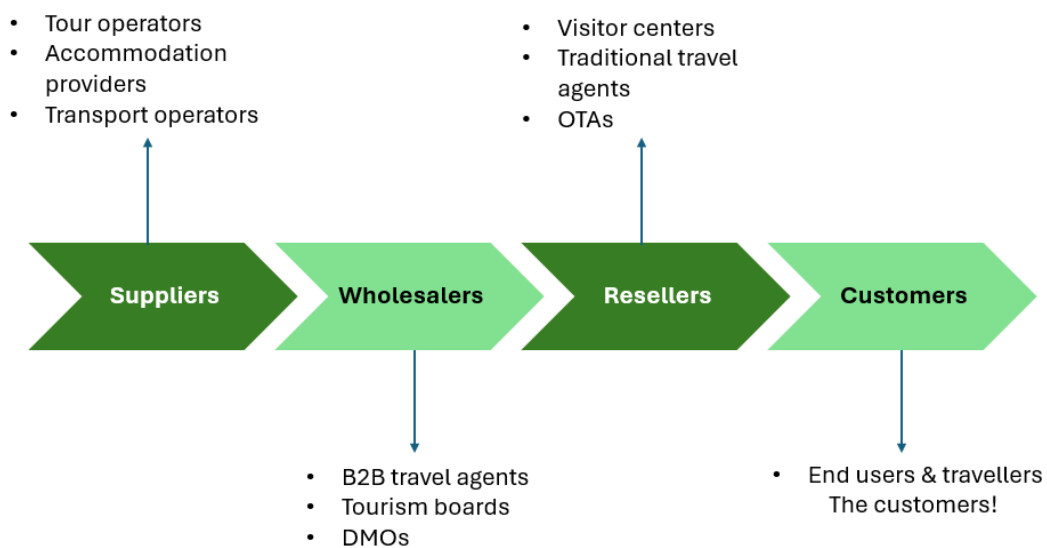 • Tour operators
• Accommodation
providers
• Transport operators
• Visitor centers
• Traditional travel
agents
• OTAs
Suppliers
Wholesalers
Resellers
Customers
• B2B travel agents
• Tourism boards
• DMOs
• End users & travellers
The customers!